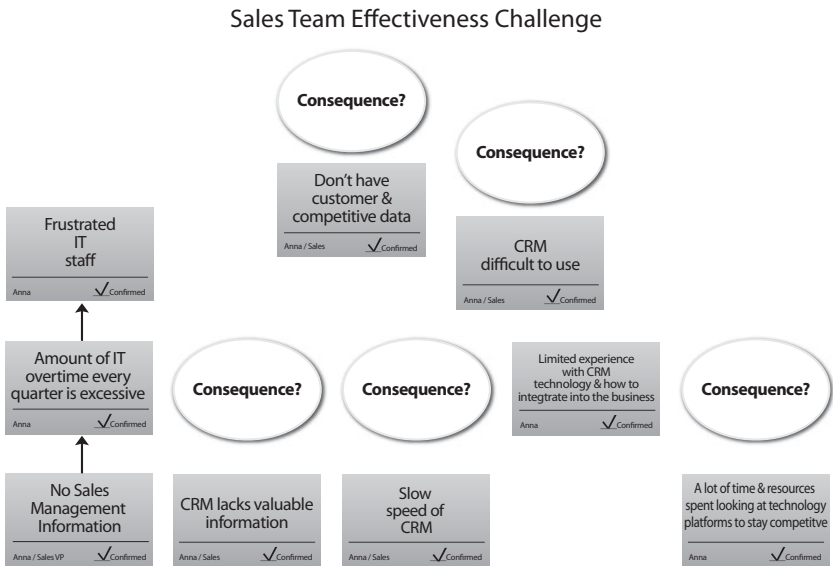 Sales Team Effectiveness Challenge
Consequence?
Consequence?
Don't have
customer &
competitive data
Anna / Sales
Confirmed
Frustrated
IT
staff
Anna
Confirmed
CRM
difficult to use
Anna / Sales
Confirmed
Amount of IT
overtime every
quarter is excessive
Anna
Confirmed
Consequence?
Consequence?
Limited experience
with CRM
technology & how to
integtrate into the business
Anna
Confirmed
Consequence?
No Sales
Management
Information
Anna / Sales VP
Confirmed
CRM lacks valuable
information
Anna / Sales
Confirmed
Slow
speed of
CRM
Anna / Sales
Confirmed
A lot of time & resources
spent looking at technology
platforms to stay competitve
Anna
Confirmed